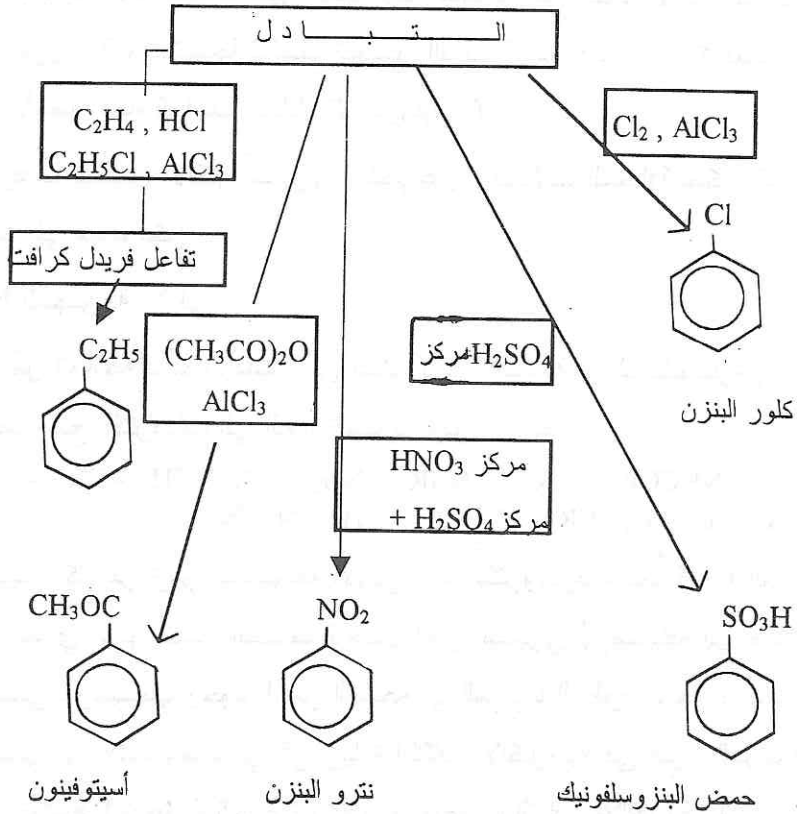 الـــتـــبـــادل
C₂H₄ , HCl
C₂H₅Cl , AlCl₃
Cl₂ , AlCl₃
تفاعل فريدل كرافت
Cl
C₂H₅
(CH₃CO)₂O
AlCl₃
H₂SO₄+مركز
كلور البنزن
HNO₃ مركز
+ H₂SO₄ مركز
CH₃OC
NO₂
SO₃H
أسيتوفينون
نترو البنزن
حمض البنزوسلفونيك